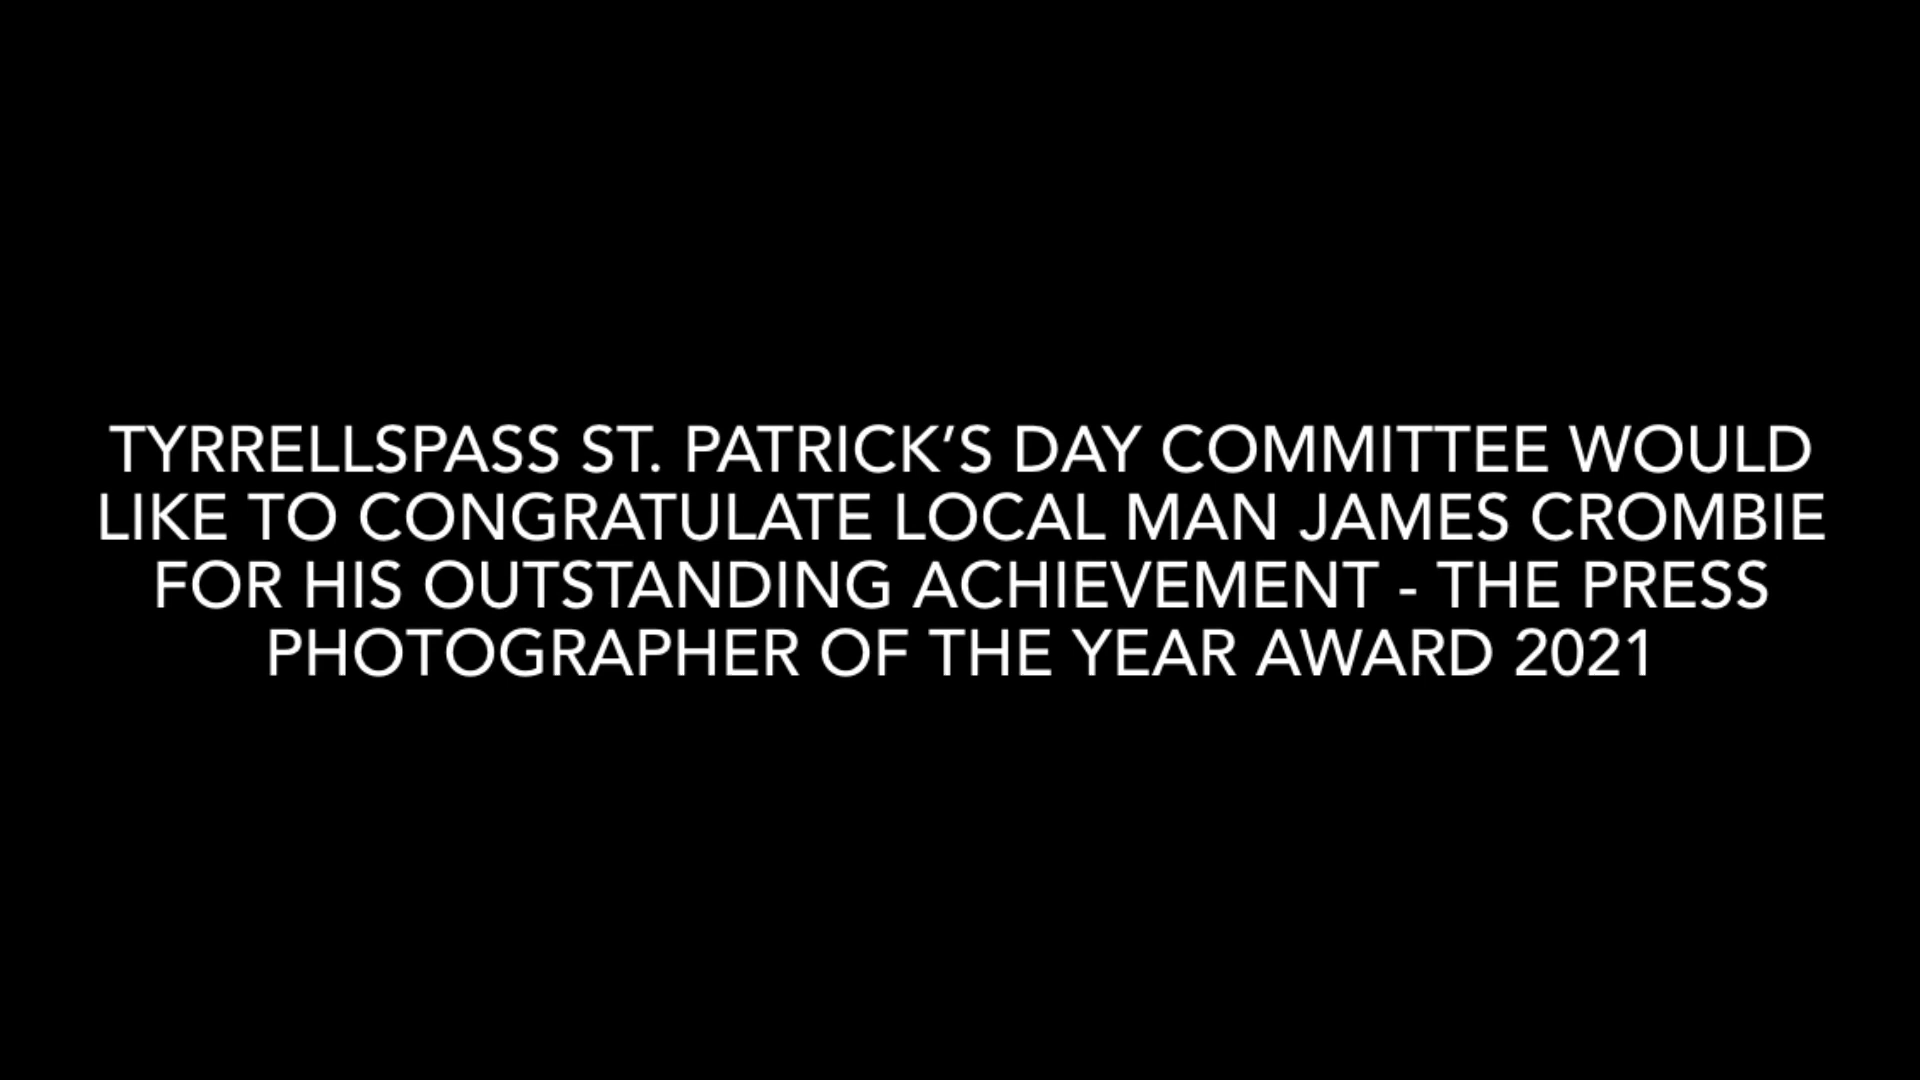 TYRRELLSPASS ST. PATRICK’S DAY COMMITTEE WOULD
LIKE TO CONGRATULATE LOCAL MAN JAMES CROMBIE
FOR HIS OUTSTANDING ACHIEVEMENT - THE PRESS
PHOTOGRAPHER OF THE YEAR AWARD 2021